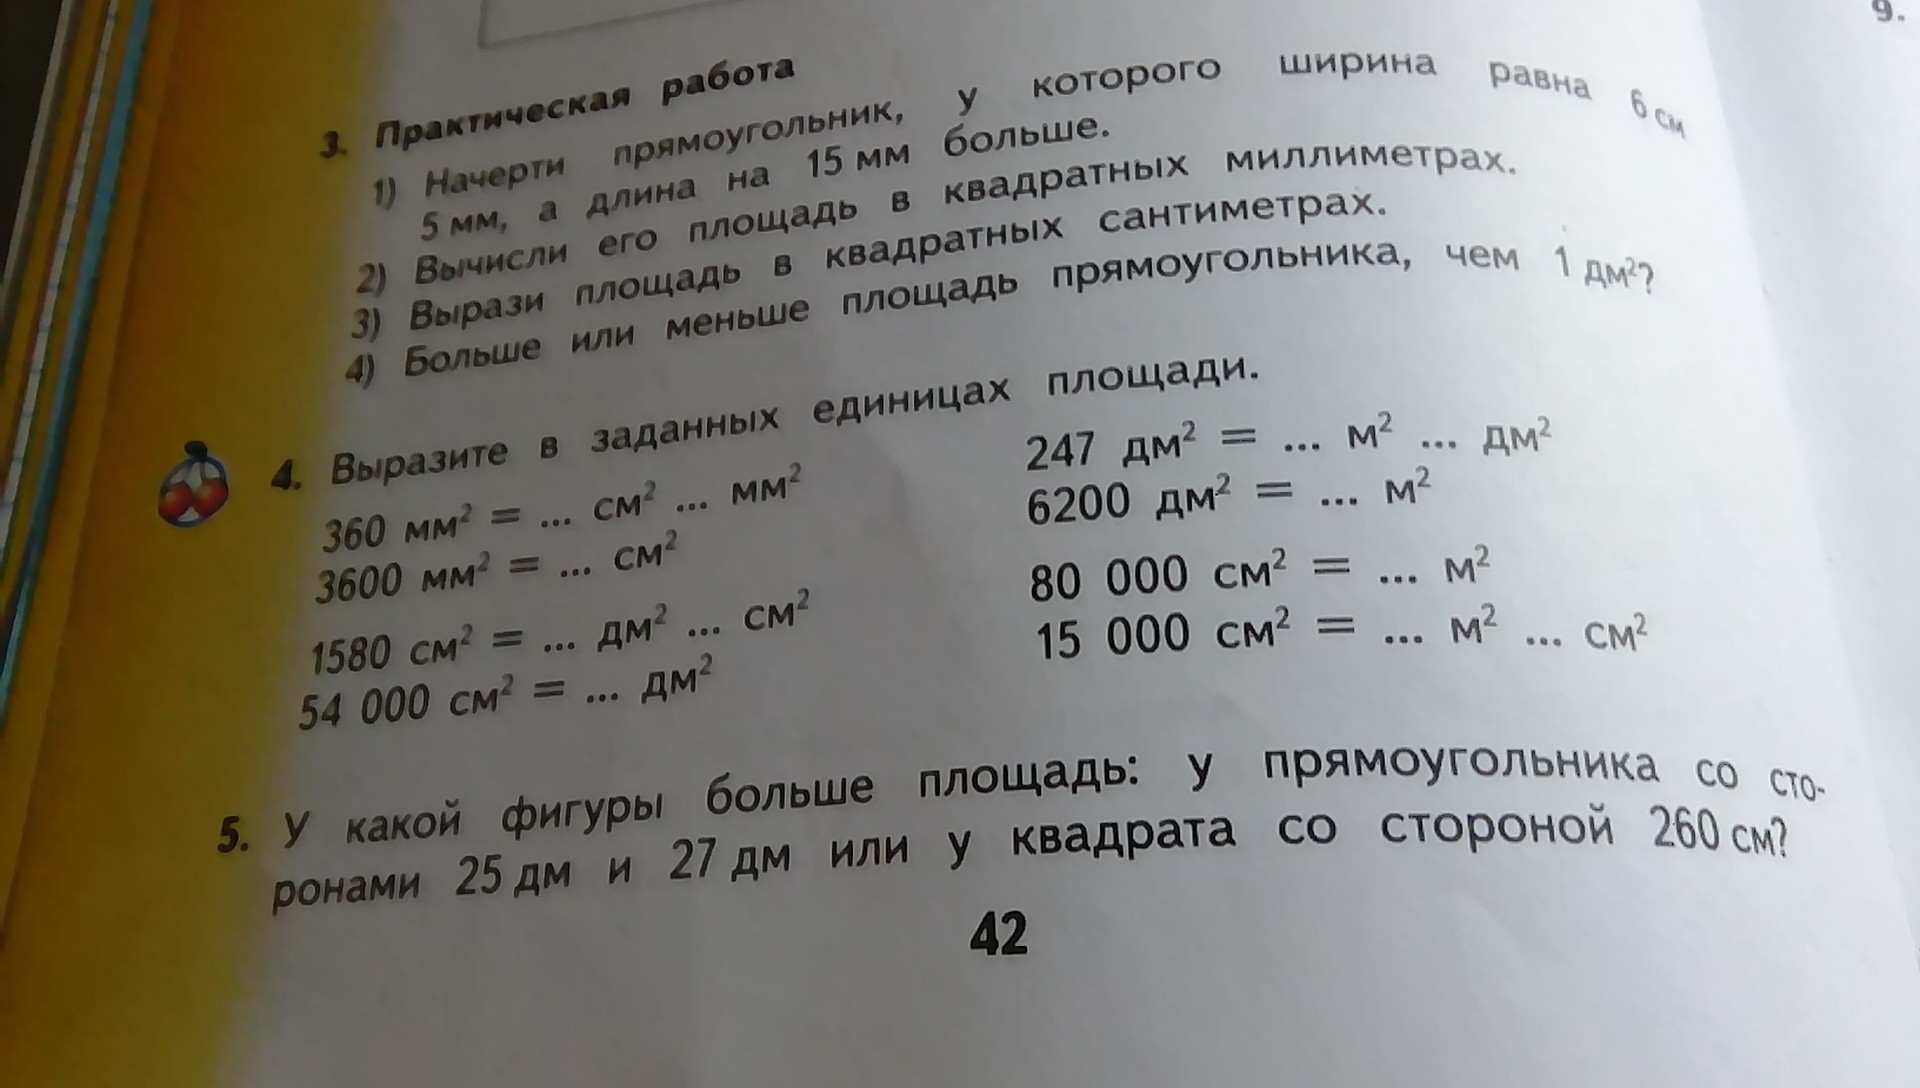 9.
3. Практическая работа
1) Начерти прямоугольник, у которого ширина равна 6 см
5 мм, а длина на 15 мм больше.
2) Вычисли его площадь в квадратных миллиметрах.
3) Вырази площадь в квадратных сантиметрах.
4) Больше или меньше площадь прямоугольника, чем 1 дм²?
4. Выразите в заданных единицах площади.
360 мм² = ... см² ... мм²
3600 мм² = ... см²
1580 см² = ... дм² ... см²
54 000 см² = ... дм²
247 дм² = ... м² ... дм²
6200 дм² = ... м²
80 000 см² = ... м²
15 000 см² = ... м² ... см²
5. У какой фигуры больше площадь: у прямоугольника со сто-
ронами 25 дм и 27 дм или у квадрата со стороной 260 см?
42